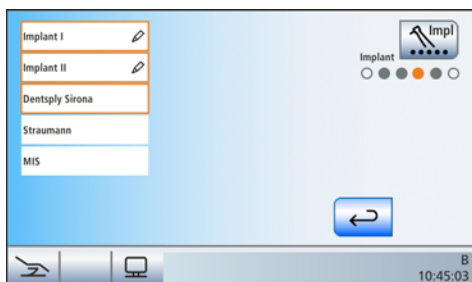 Implant I
Implant II
Dentsply Sirona
Straumann
MIS
Impl
Implant
B
10:45:03